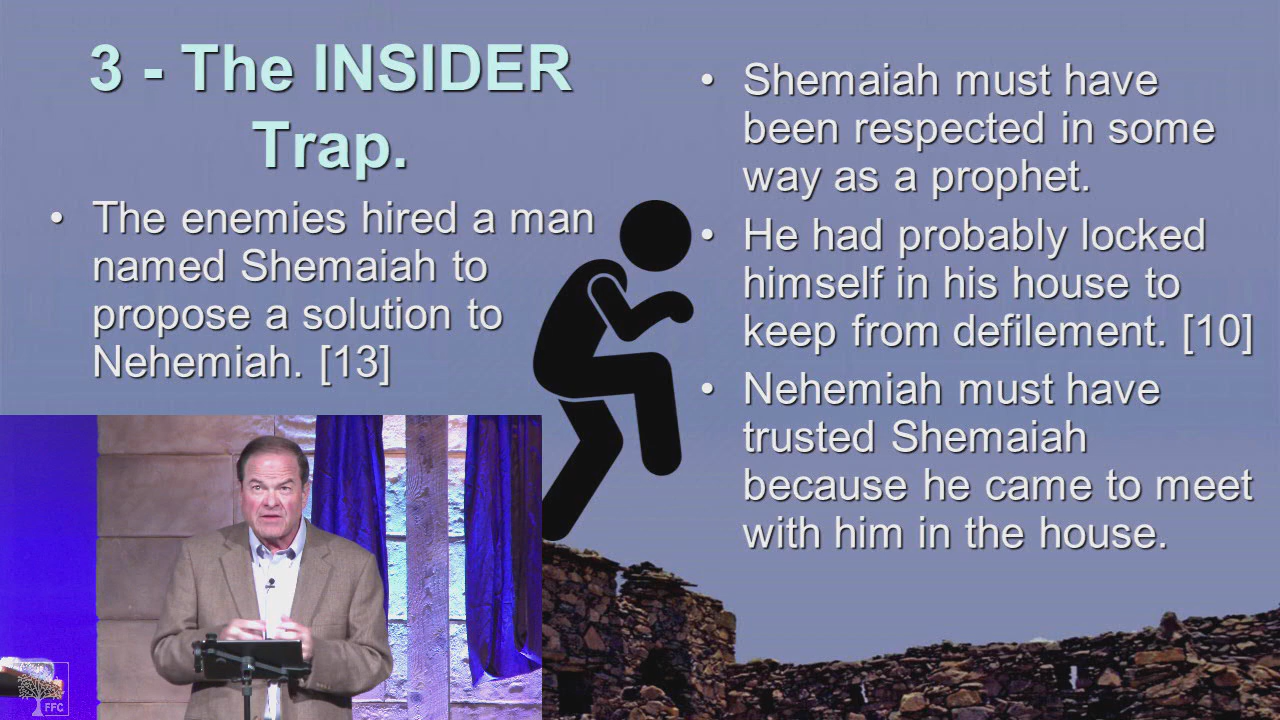 3 - The INSIDER
Trap.
• The enemies hired a man
named Shemaiah to
propose a solution to
Nehemiah. [13]
• Shemaiah must have
been respected in some
way as a prophet.
• He had probably locked
himself in his house to
keep from defilement. [10]
• Nehemiah must have
trusted Shemaiah
because he came to meet
with him in the house.
FFC